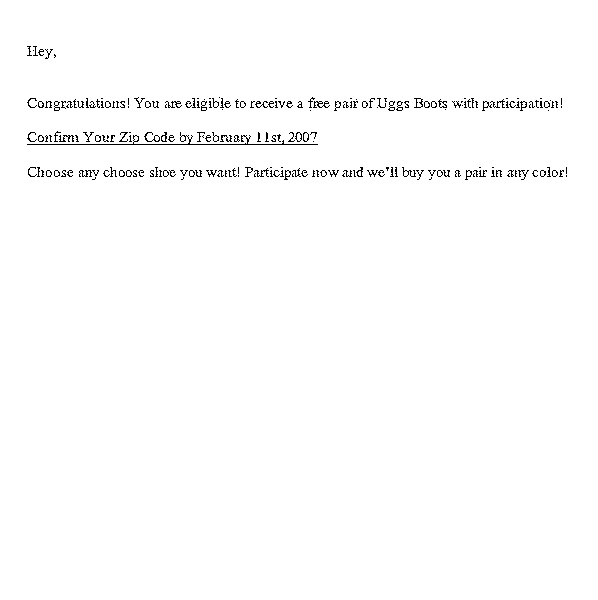 Hey,
Congratulations! You are eligible to receive a free pair of Uggs Boots with participation!
Confirm Your Zip Code by February 11st, 2007
Choose any choose shoe you want! Participate now and we'll buy you a pair in any color!